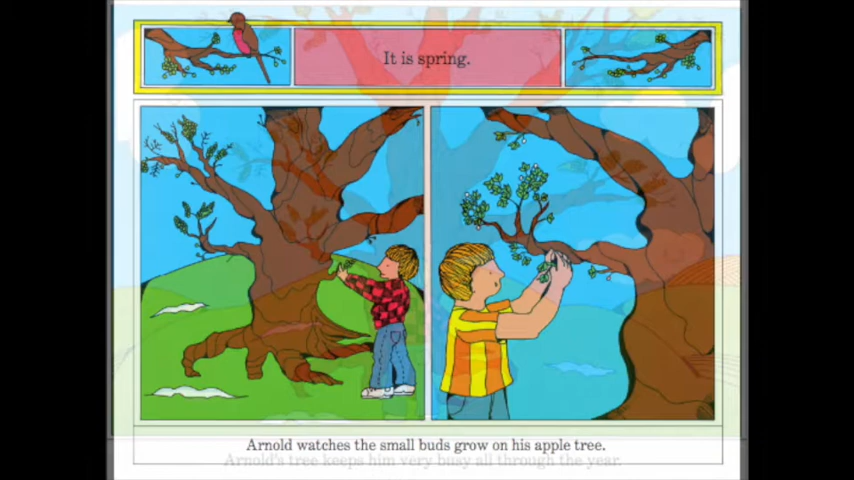 It is spring.
Arnold watches the small buds grow on his apple tree.
Arnold's tree keeps him very busy all through the year.